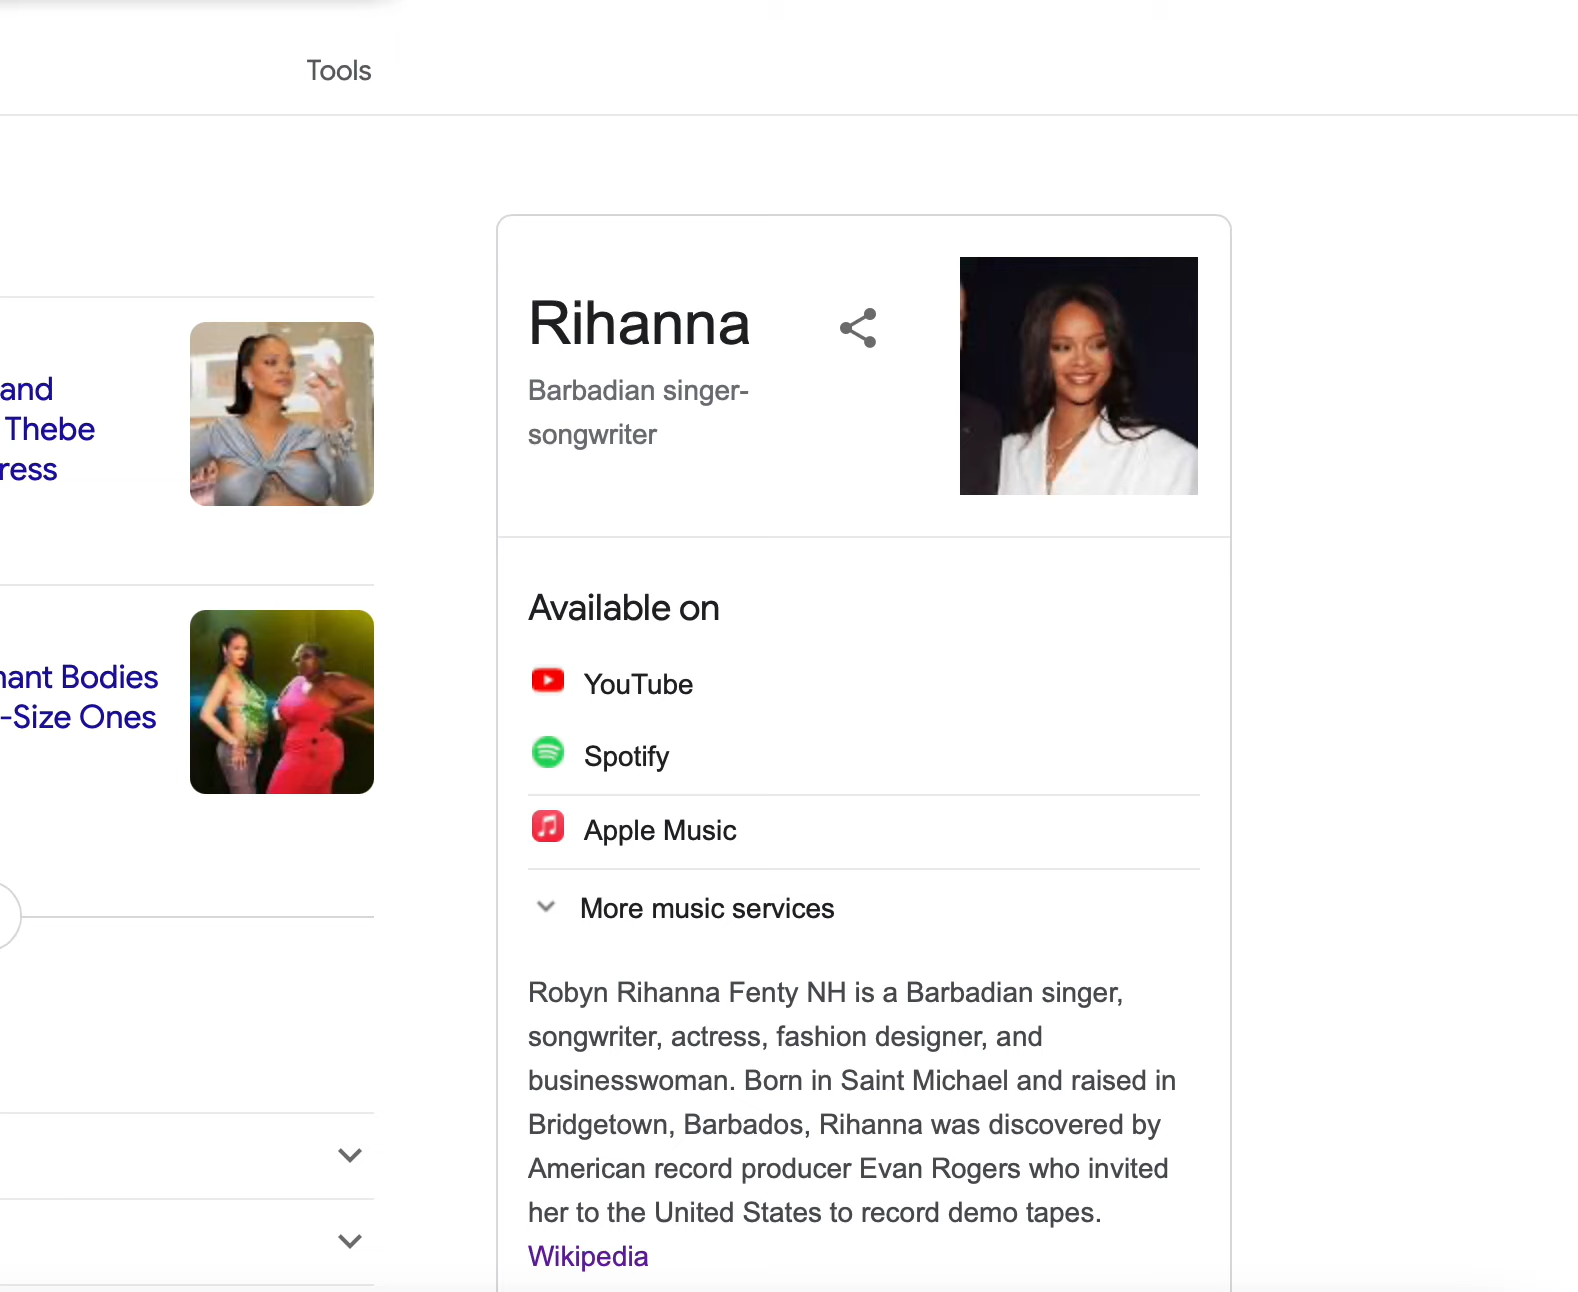 Tools
and
Thebe
ress
nant Bodies
-Size Ones
Rihanna
Barbadian singer-
songwriter
Available on
YouTube
Spotify
Apple Music
More music services
Robyn Rihanna Fenty NH is a Barbadian singer,
songwriter, actress, fashion designer, and
businesswoman. Born in Saint Michael and raised in
Bridgetown, Barbados, Rihanna was discovered by
American record producer Evan Rogers who invited
her to the United States to record demo tapes.
Wikipedia